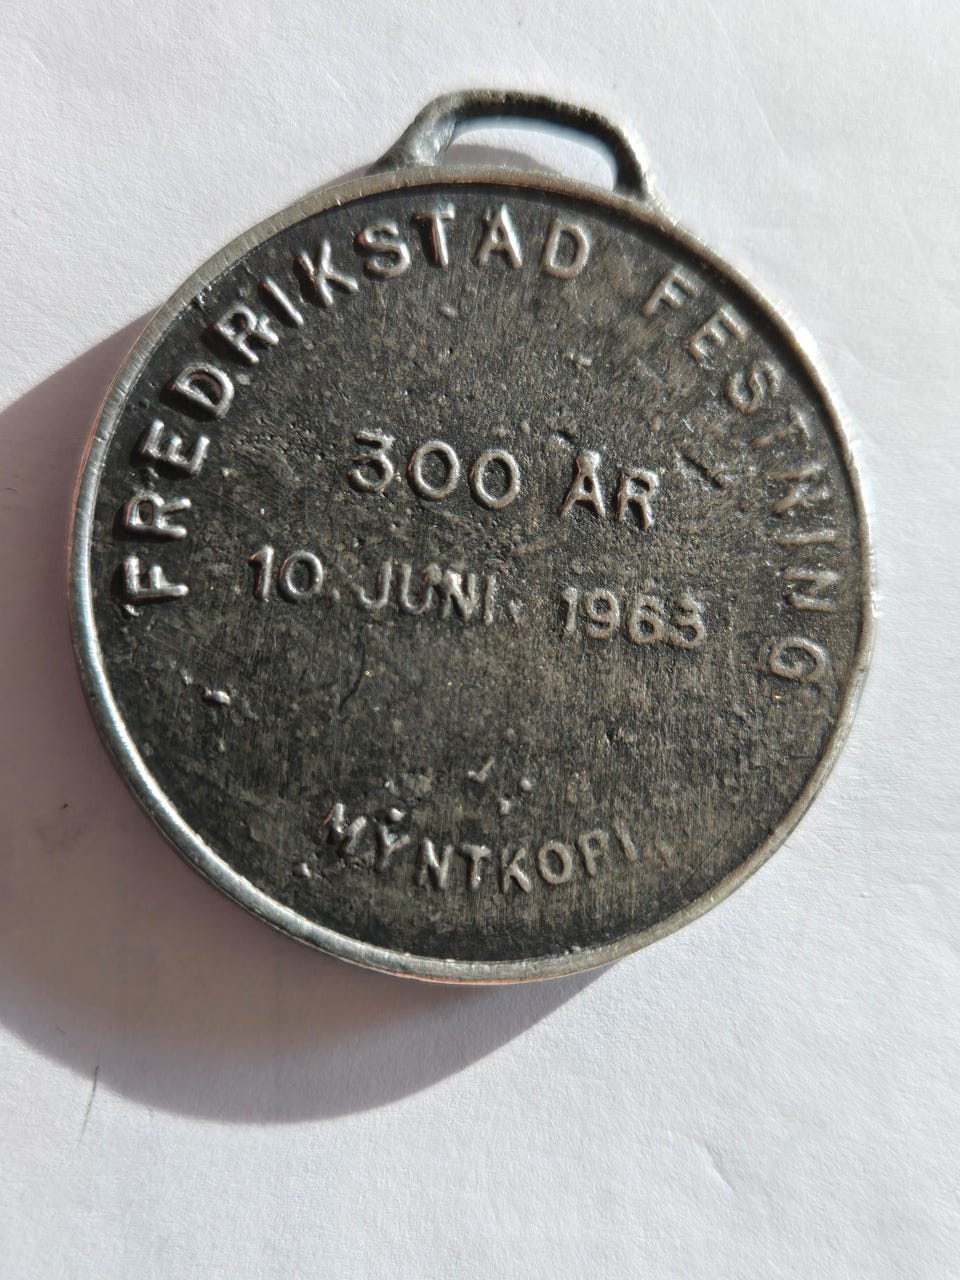 FREDRIKSTAD FESTNING
300 ÅR
10. JUNI. 1963
MYNTKOPI